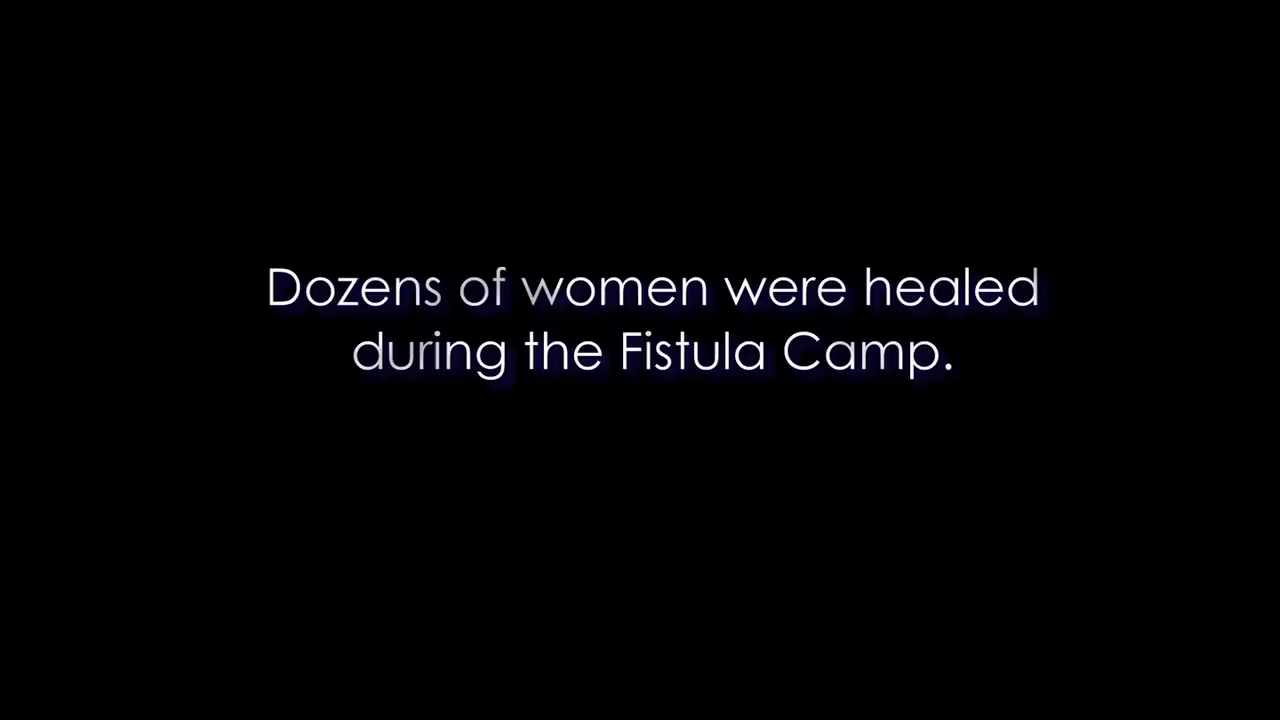 Dozens of women were healed
during the Fistula Camp.